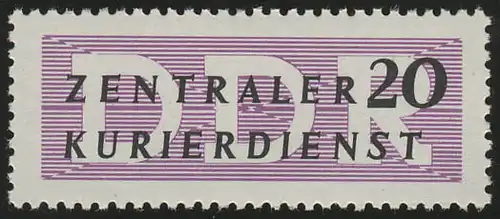 DDR
ZENTRALER 20
KURIERDIENST